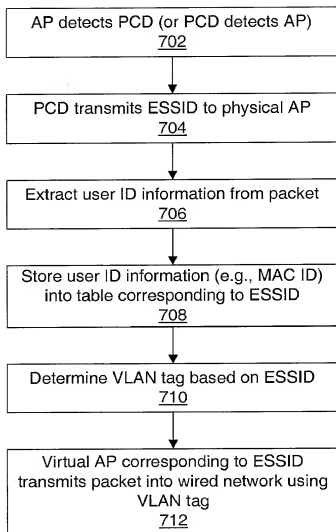 AP detects PCD (or PCD detects AP)
702
PCD transmits ESSID to physical AP
704
Extract user ID information from packet
706
Store user ID information (e.g., MAC ID)
into table corresponding to ESSID
708
Determine VLAN tag based on ESSID
710
Virtual AP corresponding to ESSID
transmits packet into wired network using
VLAN tag
712